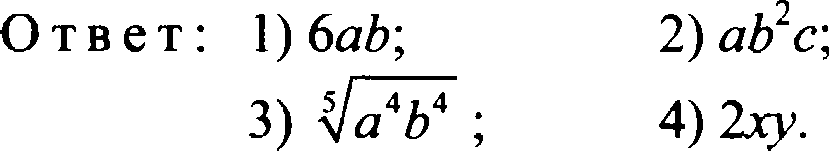 Ответ: 1) 6ab; 2) ab²c;
3) ⁵√(a⁴b⁴) ; 4) 2xy.